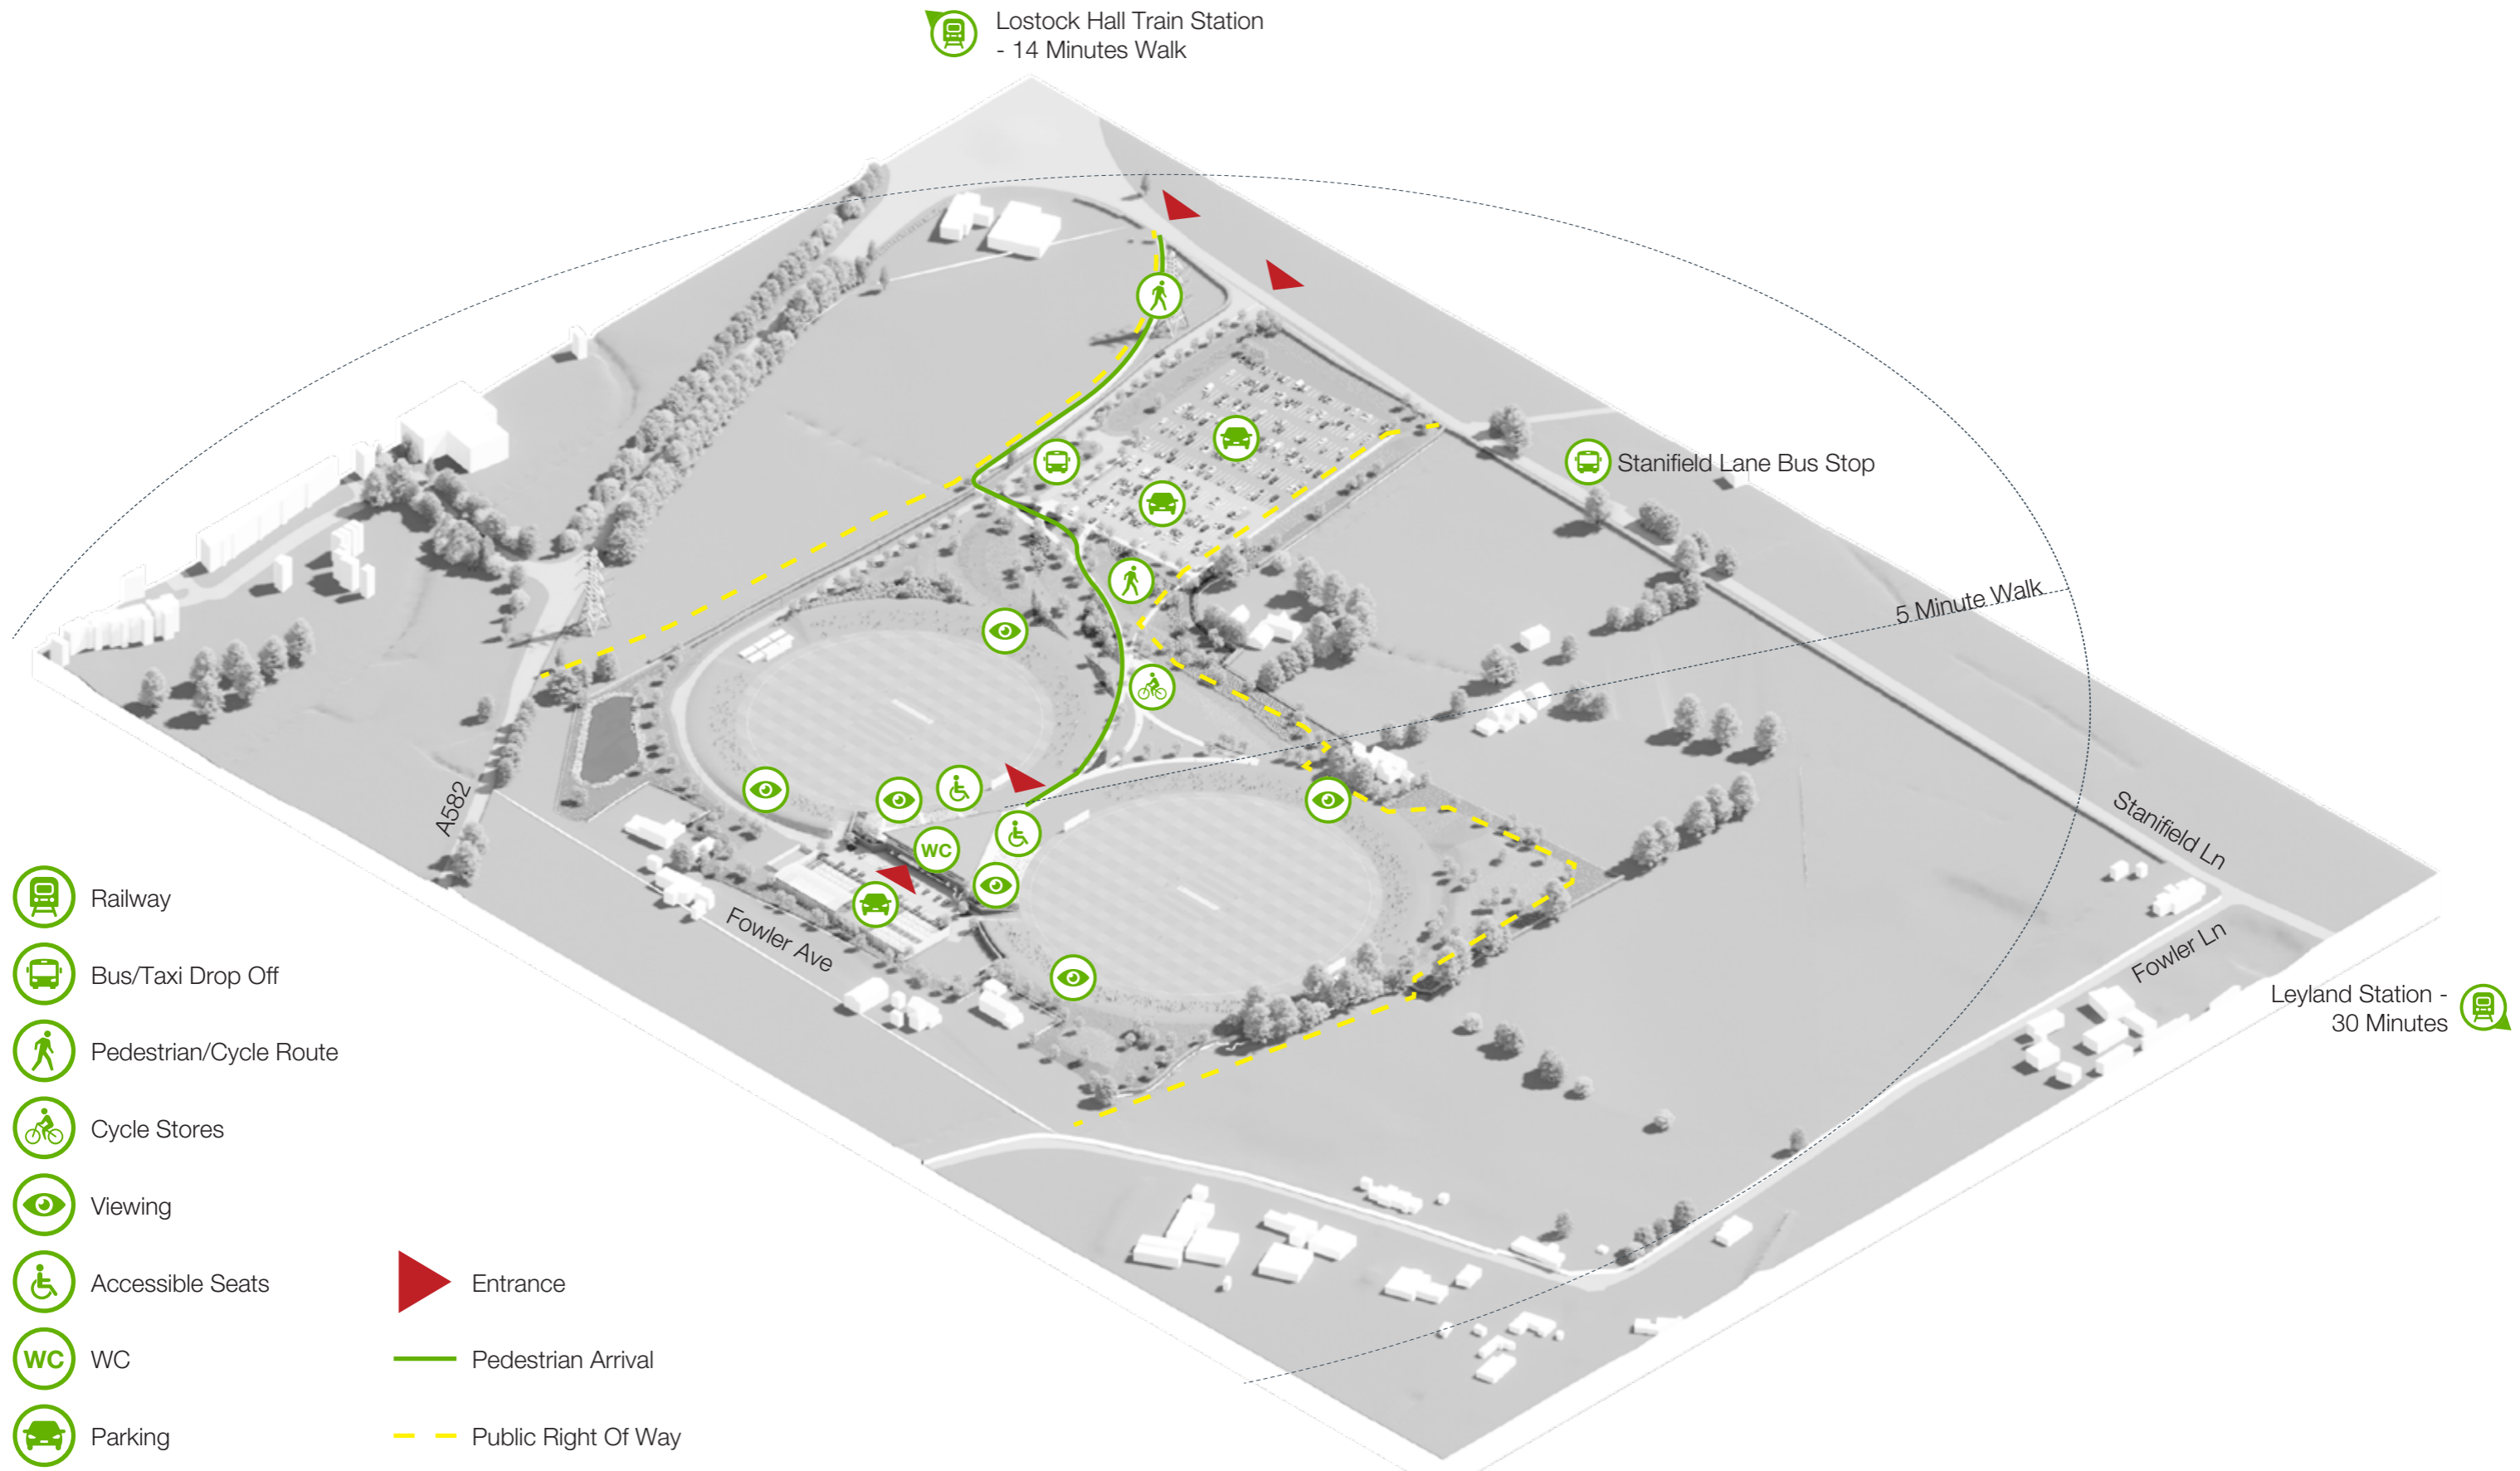 Lostock Hall Train Station
- 14 Minutes Walk
Stanifield Lane Bus Stop
5 Minute Walk
A582
Stanifield Ln
Fowler Ave
Fowler Ln
Leyland Station -
30 Minutes
WC
Railway
Bus/Taxi Drop Off
Pedestrian/Cycle Route
Cycle Stores
Viewing
Accessible Seats
WC WC
Parking
Entrance
Pedestrian Arrival
Public Right Of Way